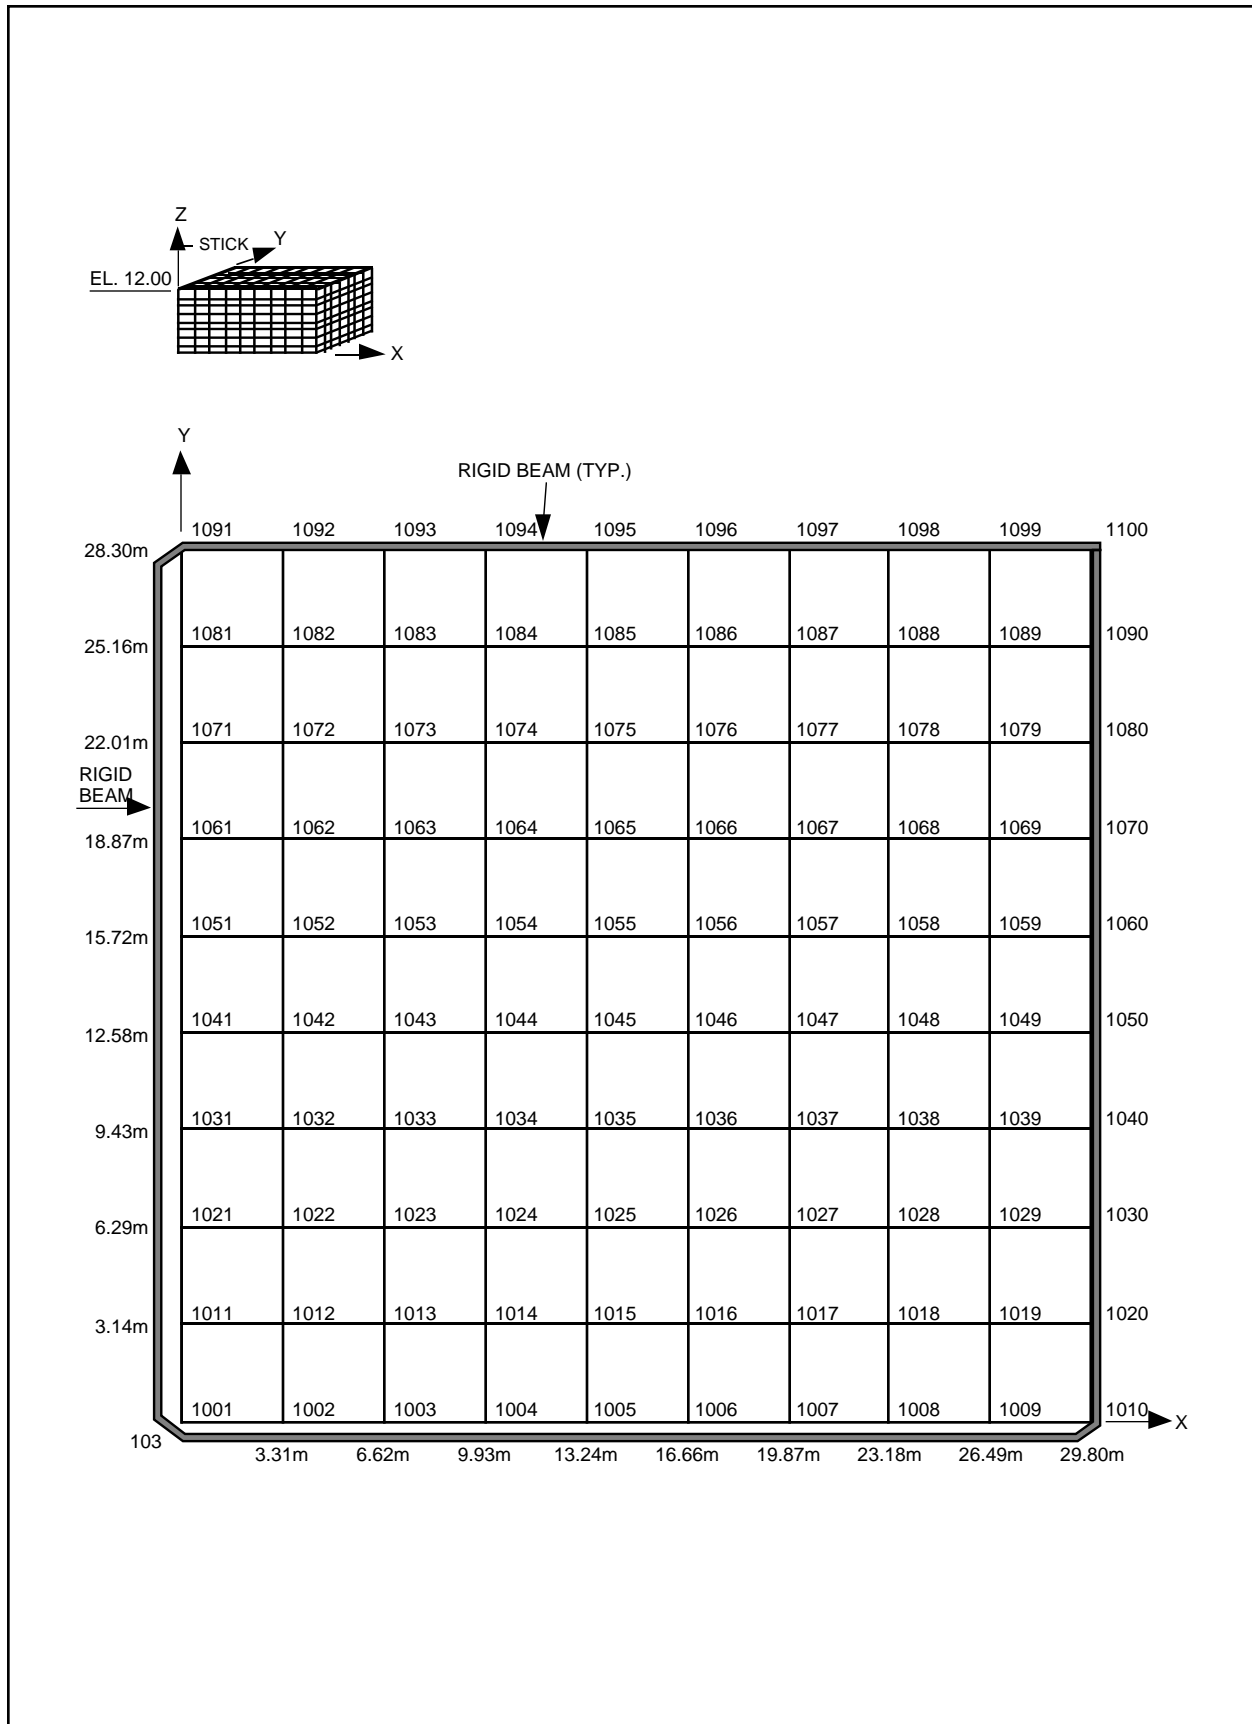 Z
STICK
Y
EL. 12.00
X
Y
RIGID BEAM (TYP.)
1091 1092 1093 1094 1095 1096 1097 1098 1099 1100
28.30m
1081 1082 1083 1084 1085 1086 1087 1088 1089 1090
25.16m
1071 1072 1073 1074 1075 1076 1077 1078 1079 1080
22.01m
RIGID
BEAM
1061 1062 1063 1064 1065 1066 1067 1068 1069 1070
18.87m
1051 1052 1053 1054 1055 1056 1057 1058 1059 1060
15.72m
1041 1042 1043 1044 1045 1046 1047 1048 1049 1050
12.58m
1031 1032 1033 1034 1035 1036 1037 1038 1039 1040
9.43m
1021 1022 1023 1024 1025 1026 1027 1028 1029 1030
6.29m
1011 1012 1013 1014 1015 1016 1017 1018 1019 1020
3.14m
1001 1002 1003 1004 1005 1006 1007 1008 1009 1010
X
103
3.31m 6.62m 9.93m 13.24m 16.66m 19.87m 23.18m 26.49m 29.80m